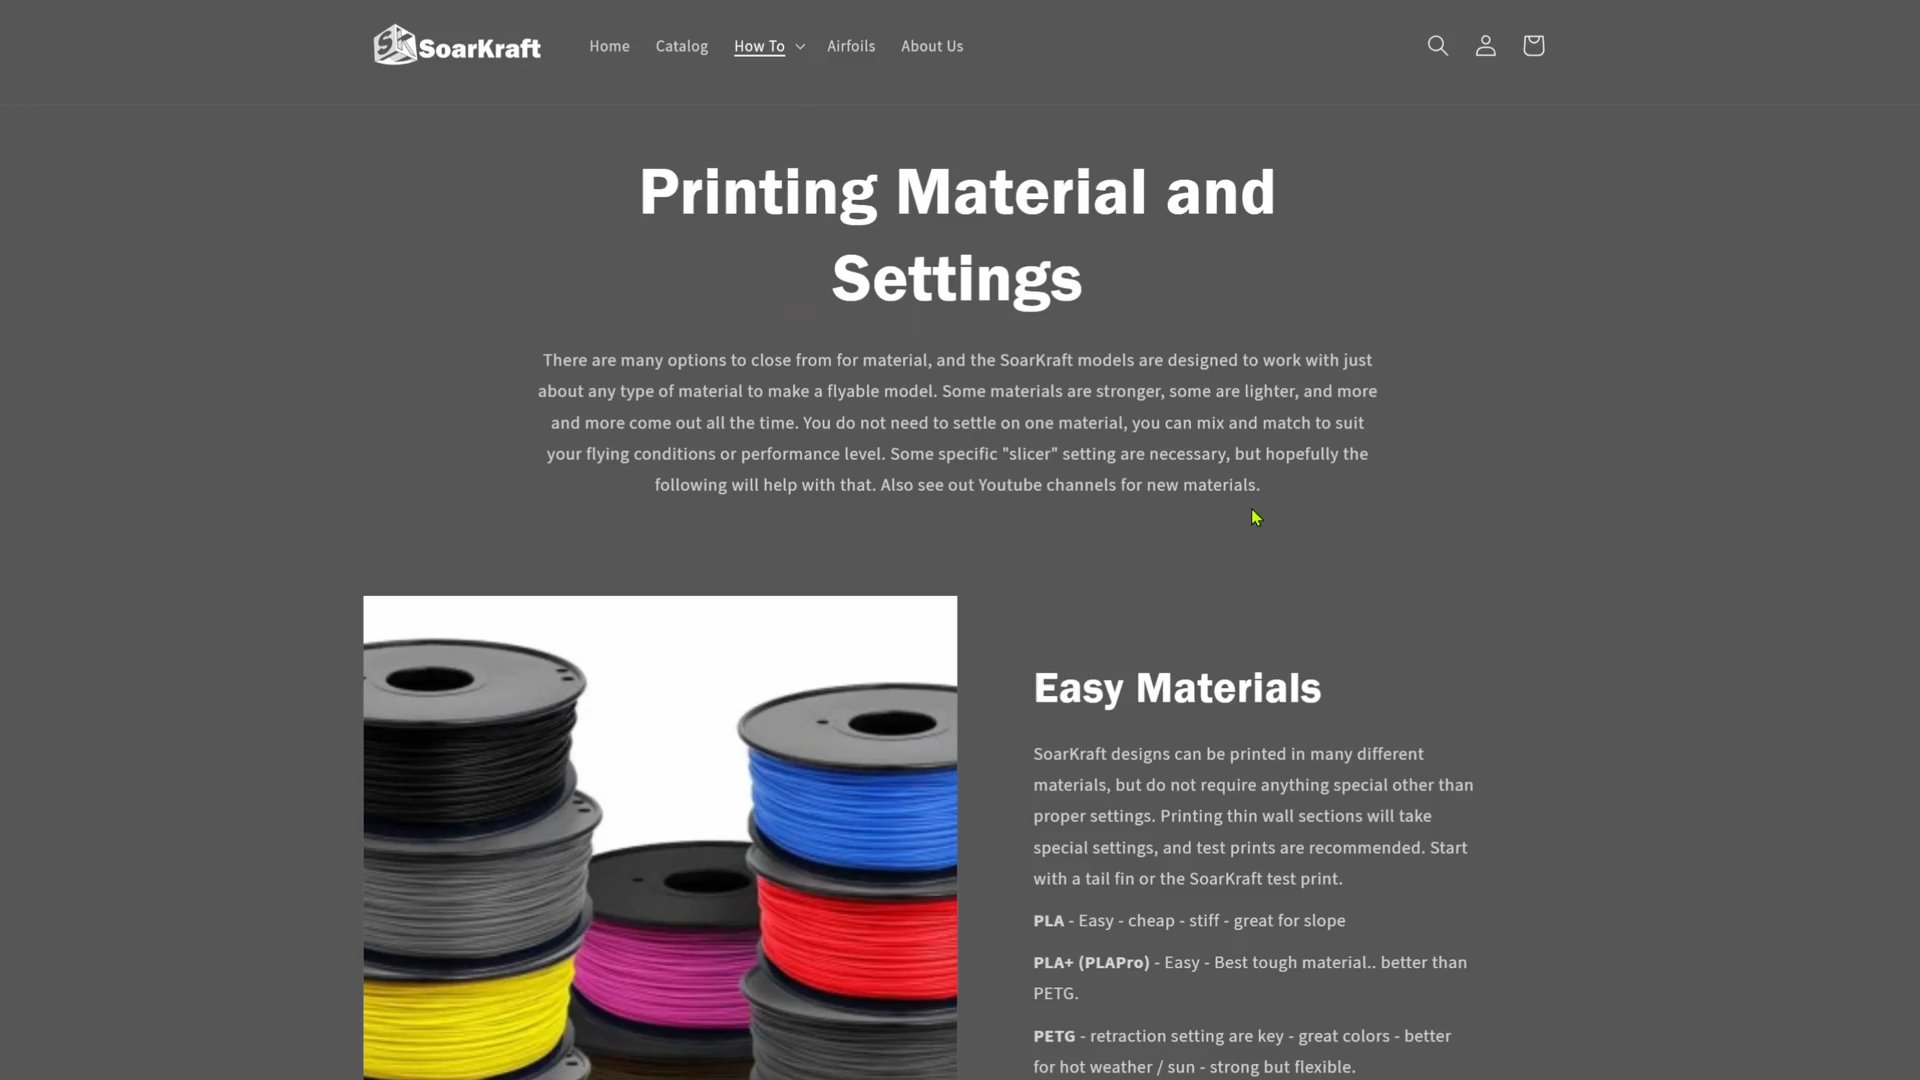 SoarKraft Home Catalog How To Airfoils About Us
Printing Material and
Settings
There are many options to close from for material, and the SoarKraft models are designed to work with just
about any type of material to make a flyable model. Some materials are stronger, some are lighter, and more
and more come out all the time. You do not need to settle on one material, you can mix and match to suit
your flying conditions or performance level. Some specific "slicer" setting are necessary, but hopefully the
following will help with that. Also see out Youtube channels for new materials.
Easy Materials
SoarKraft designs can be printed in many different
materials, but do not require anything special other than
proper settings. Printing thin wall sections will take
special settings, and test prints are recommended. Start
with a tail fin or the SoarKraft test print.
PLA - Easy - cheap - stiff - great for slope
PLA+ (PLAPro) - Easy - Best tough material.. better than
PETG.
PETG - retraction setting are key - great colors - better
for hot weather / sun - strong but flexible.